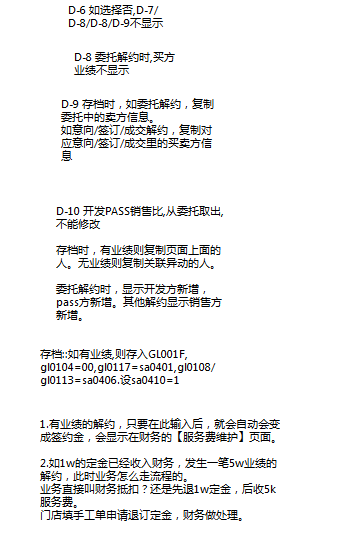 D-6 如选择否,D-7/
D-8/D-8/D-9不显示
D-8 委托解约时,买方
业绩不显示
D-9 存档时，如委托解约，复制
委托中的卖方信息。
如意向/签订/成交解约，复制对
应意向/签订/成交里的买卖方信
息
D-10 开发PASS销售比,从委托取出,
不能修改
存档时，有业绩则复制页面上面的
人。无业绩则复制关联异动的人。
委托解约时，显示开发方新增，
pass方新增。其他解约显示销售方
新增。
存档::如有业绩,则存入GL001F,
gl0104=00,gl0117=sa0401,gl0108/
gl0113=sa0406.设sa0410=1
1.有业绩的解约，只要在此输入后，就会自动会变
成签约金，会显示在财务的【服务费维护】页面。
2.如1w的定金已经收入财务，发生一笔5w业绩的
解约，此时业务怎么走流程的。
业务直接叫财务抵扣？还是先退1w定金，后收5k
服务费。
门店填手工单申请退订定金，财务做处理。